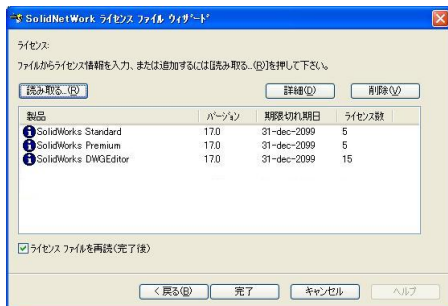 SolidNetWork ライセンス ファイル ウィザード
ライセンス:
ファイルからライセンス情報を入力、または追加するには[読み取る...(R)]を押して下さい。
読み取る...(R) 詳細(D) 削除(V)
製品 バージョン 期限切れ期日 ライセンス数
SolidWorks Standard 17.0 31-dec-2099 5
SolidWorks Premium 17.0 31-dec-2099 5
SolidWorks DWGEditor 17.0 31-dec-2099 15
ライセンス ファイルを再読(完了後)
< 戻る(B) 完了 キャンセル ヘルプ